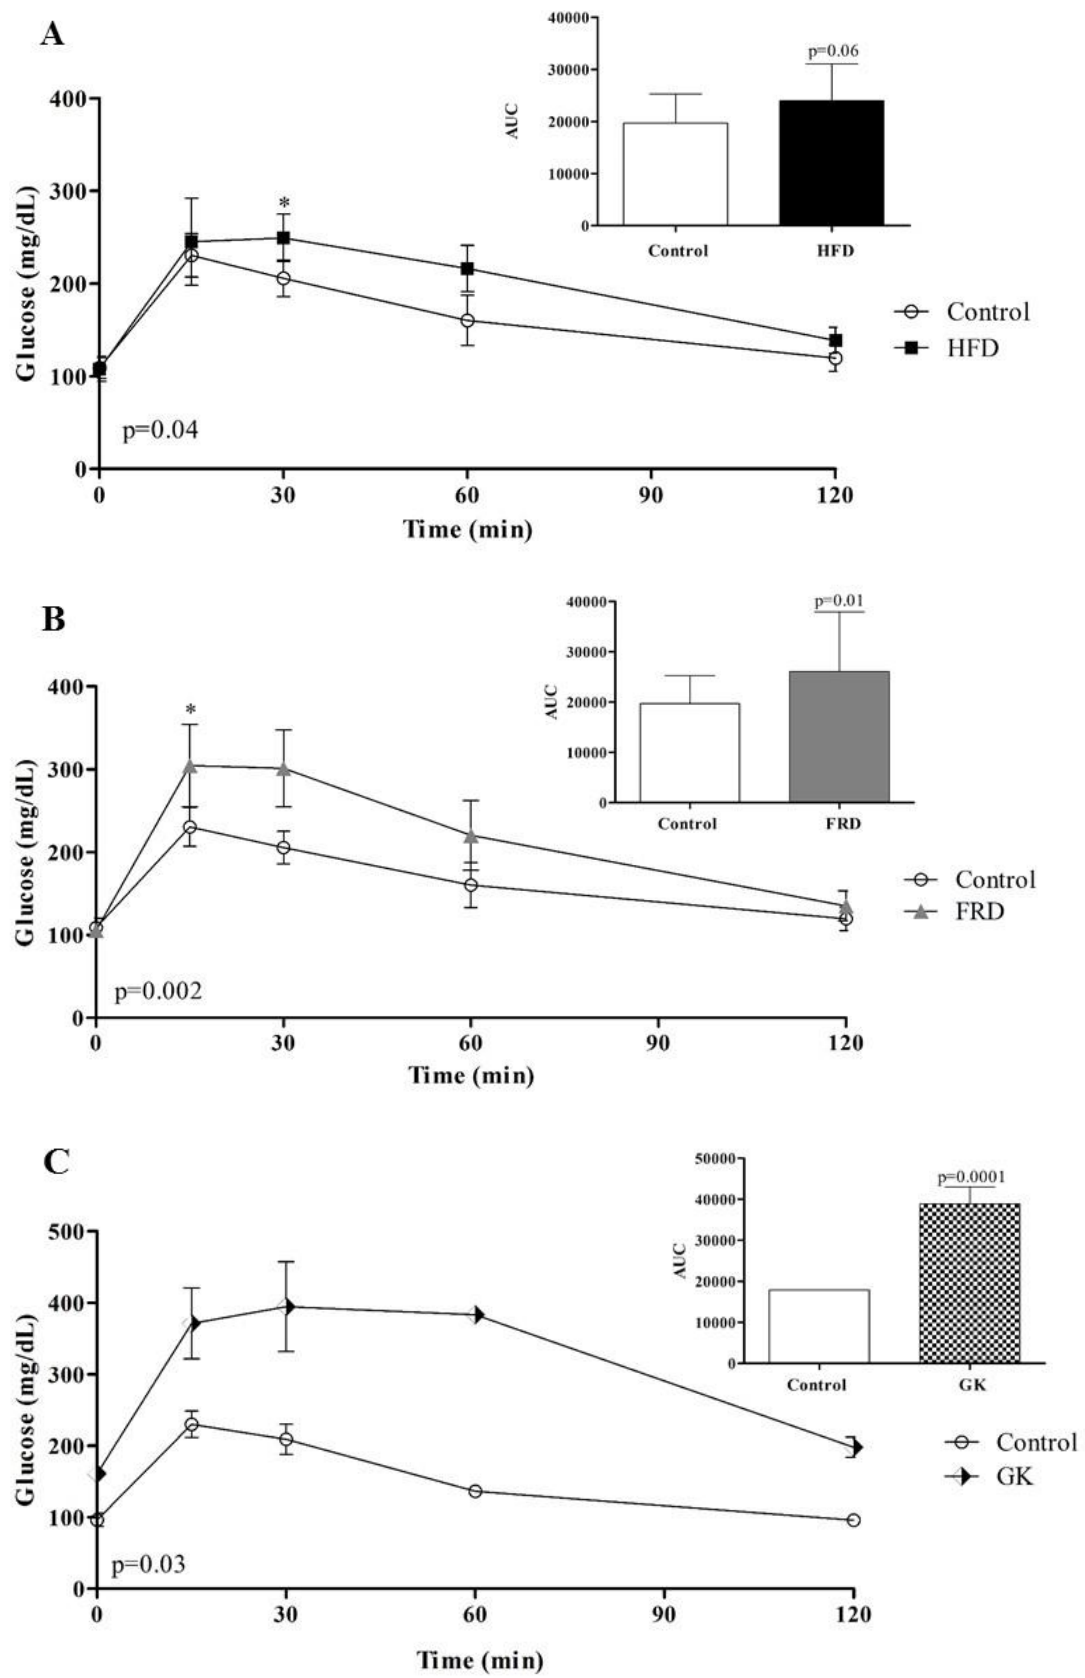 A
400
300
200
100
0
Glucose (mg/dL)
*
p=0.04
0 30 60 90 120
Time (min)
40000
30000
20000
10000
0
AUC
p=0.06
Control HFD
Control
HFD
B
400
300
200
100
0
Glucose (mg/dL)
*
p=0.002
0 30 60 90 120
Time (min)
40000
30000
20000
10000
0
AUC
p=0.01
Control FRD
Control
FRD
C
500
400
300
200
100
0
Glucose (mg/dL)
p=0.03
0 30 60 90 120
Time (min)
50000
40000
30000
20000
10000
0
AUC
p=0.0001
Control GK
Control
GK